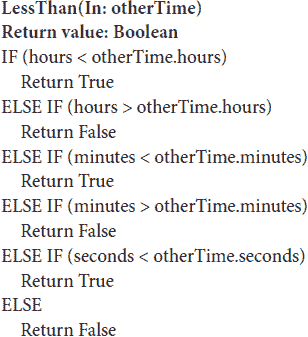 LessThan(In: otherTime)
Return value: Boolean
IF (hours < otherTime.hours)
Return True
ELSE IF (hours > otherTime.hours)
Return False
ELSE IF (minutes < otherTime.minutes)
Return True
ELSE IF (minutes > otherTime.minutes)
Return False
ELSE IF (seconds < otherTime.seconds)
Return True
ELSE
Return False